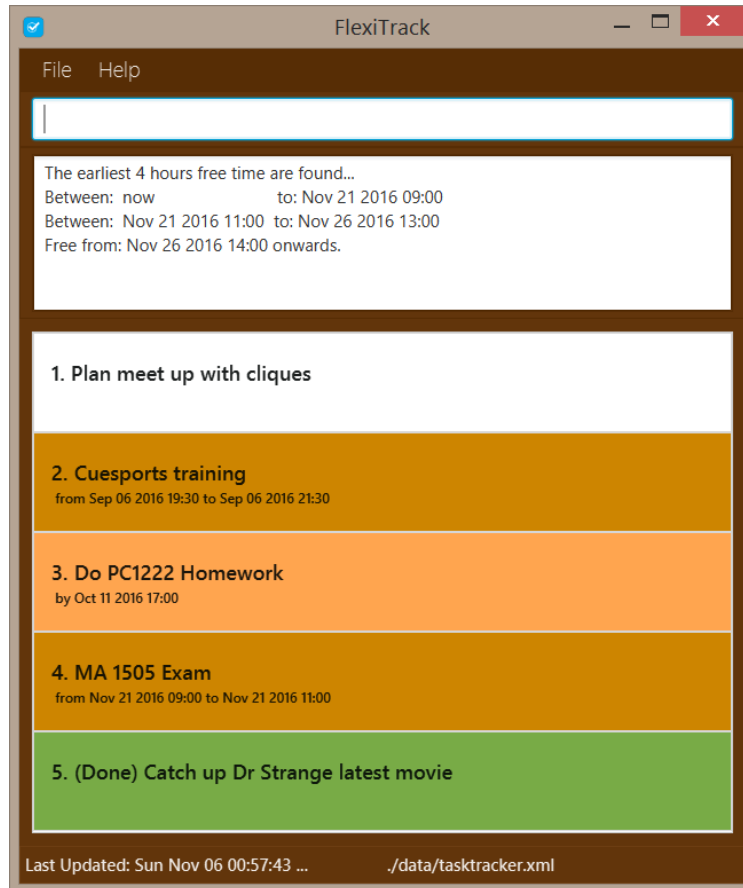 FlexiTrack
File Help
The earliest 4 hours free time are found...
Between: now to: Nov 21 2016 09:00
Between: Nov 21 2016 11:00 to: Nov 26 2016 13:00
Free from: Nov 26 2016 14:00 onwards.
1. Plan meet up with cliques
2. Cuesports training
from Sep 06 2016 19:30 to Sep 06 2016 21:30
3. Do PC1222 Homework
by Oct 11 2016 17:00
4. MA 1505 Exam
from Nov 21 2016 09:00 to Nov 21 2016 11:00
5. (Done) Catch up Dr Strange latest movie
Last Updated: Sun Nov 06 00:57:43 ... ./data/tasktracker.xml